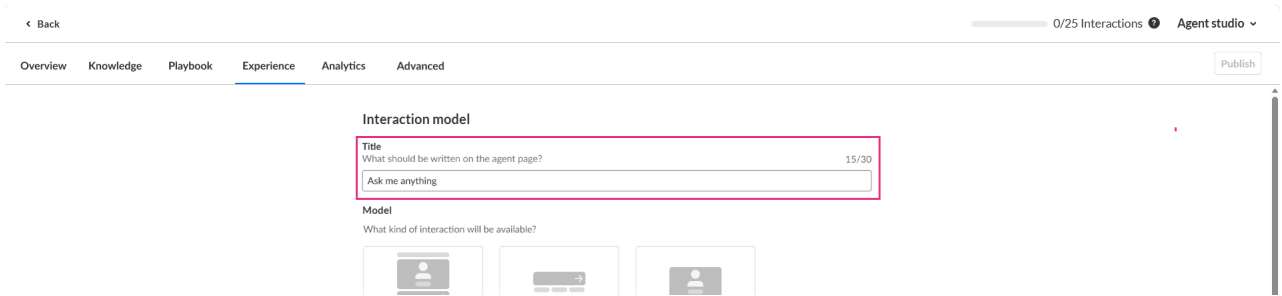 Back
0/25 Interactions ? Agent studio
Overview Knowledge Playbook Experience Analytics Advanced
Publish
Interaction model
Title
What should be written on the agent page? 15/30
Ask me anything
Model
What kind of interaction will be available?